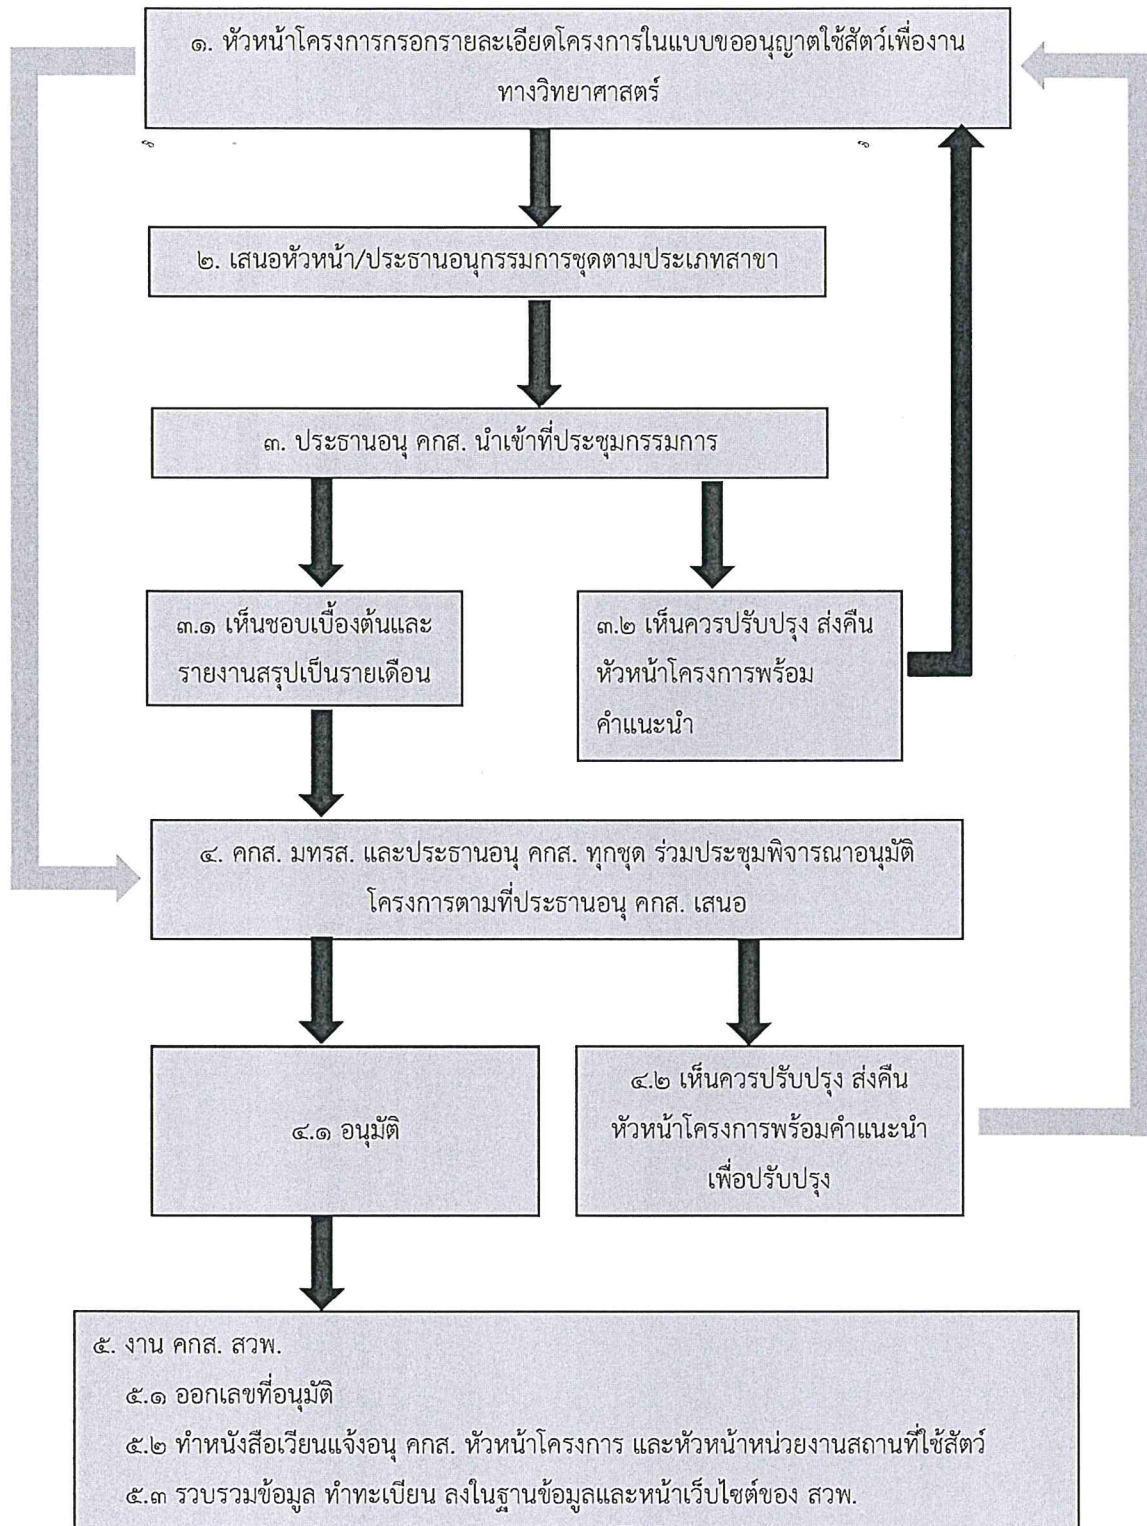 ๑. หัวหน้าโครงการกรอกรายละเอียดโครงการในแบบขออนุญาตใช้สัตว์เพื่องาน
ทางวิทยาศาสตร์
๒. เสนอหัวหน้า/ประธานอนุกรรมการชุดตามประเภทสาขา
๓. ประธานอนุ คกส. นำเข้าที่ประชุมกรรมการ
๓.๑ เห็นชอบเบื้องต้นและ
รายงานสรุปเป็นรายเดือน
๓.๒ เห็นควรปรับปรุง ส่งคืน
หัวหน้าโครงการพร้อม
คำแนะนำ
๔. คกส. มทรส. และประธานอนุ คกส. ทุกชุด ร่วมประชุมพิจารณาอนุมัติ
โครงการตามที่ประธานอนุ คกส. เสนอ
๔.๑ อนุมัติ
๔.๒ เห็นควรปรับปรุง ส่งคืน
หัวหน้าโครงการพร้อมคำแนะนำ
เพื่อปรับปรุง
๕. งาน คกส. สวพ.
๕.๑ ออกเลขที่อนุมัติ
๕.๒ ทำหนังสือเวียนแจ้งอนุ คกส. หัวหน้าโครงการ และหัวหน้าหน่วยงานสถานที่ใช้สัตว์
๕.๓ รวบรวมข้อมูล ทำทะเบียน ลงในฐานข้อมูลและหน้าเว็บไซต์ของ สวพ.